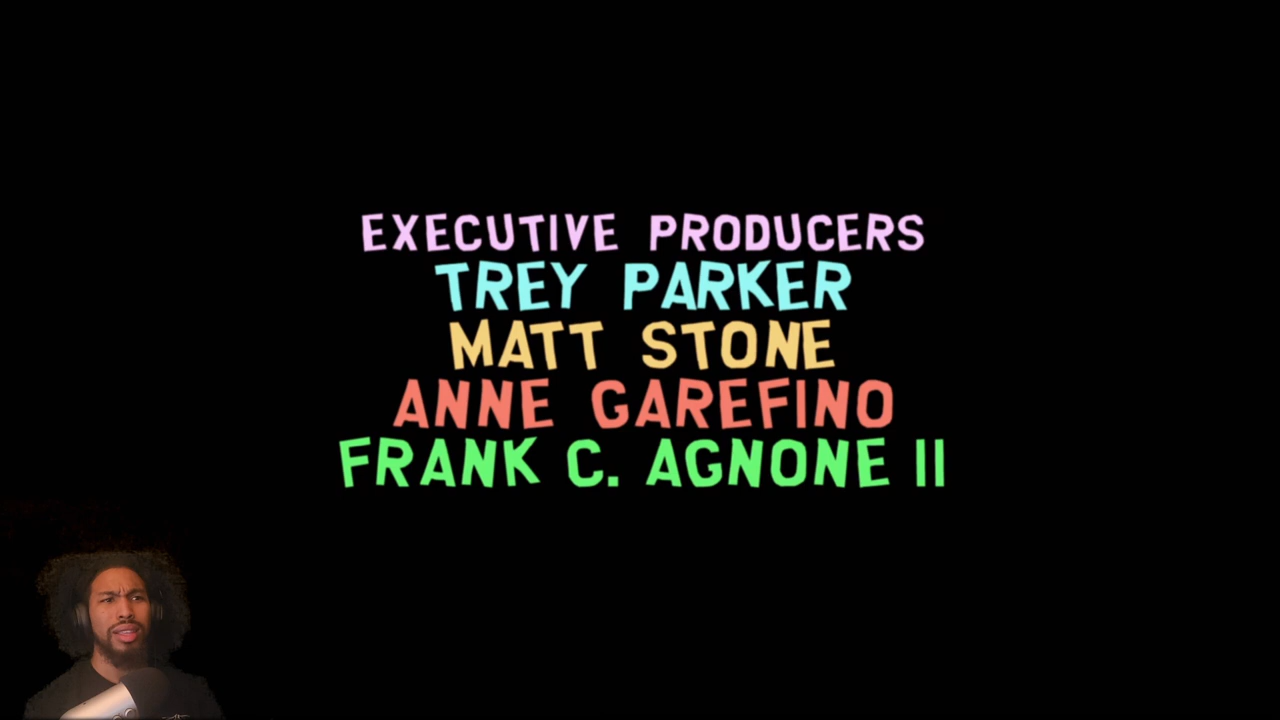 EXECUTIVE PRODUCERS
TREY PARKER
MATT STONE
ANNE GAREFINO
FRANK C. AGNONE II